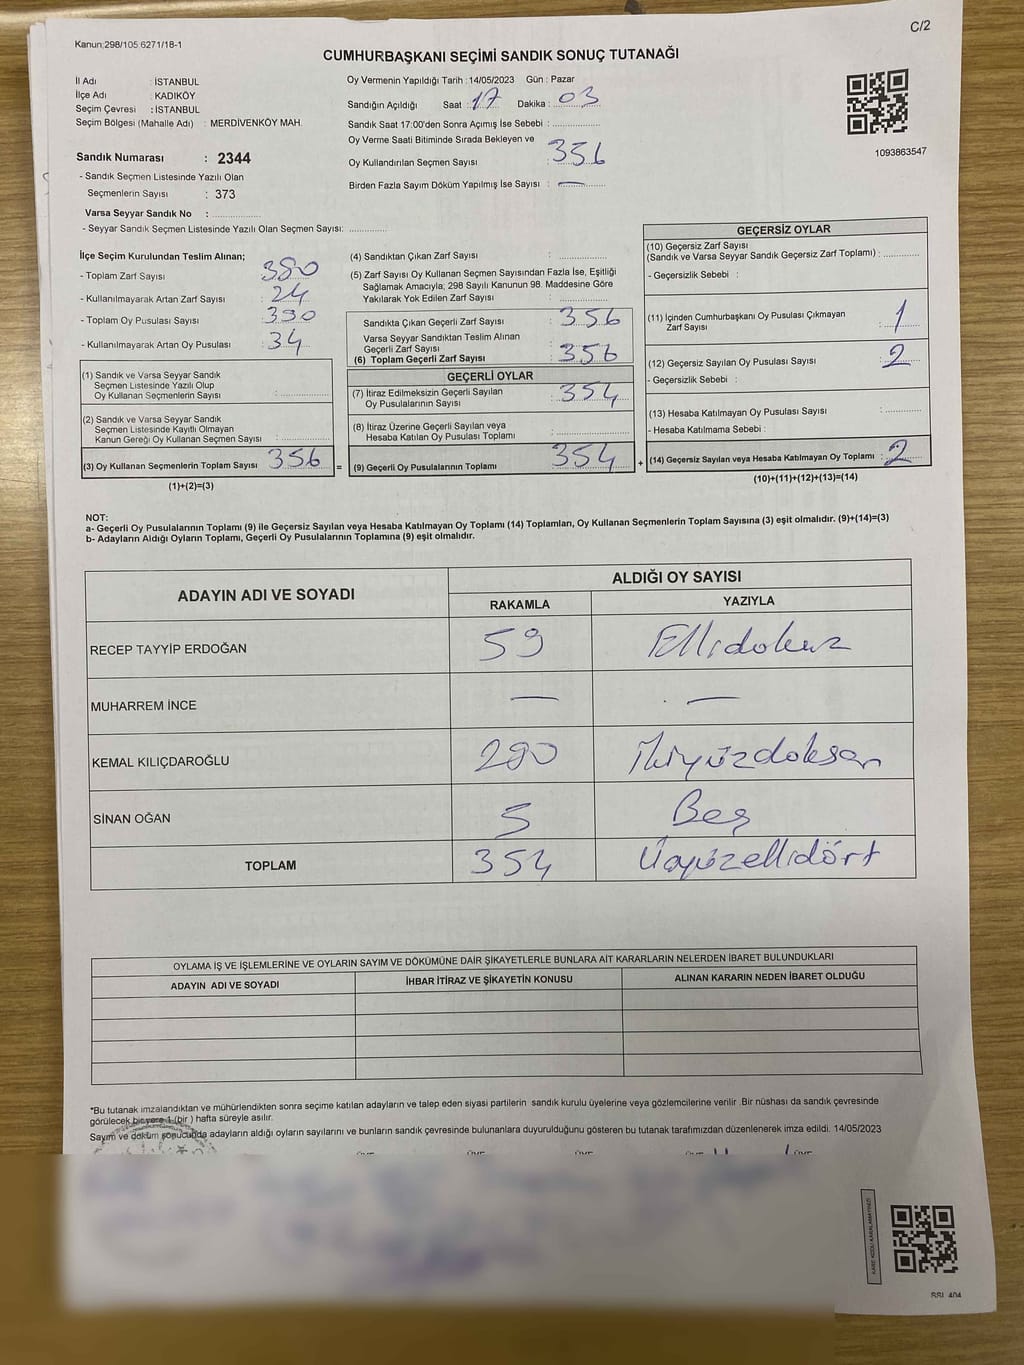 C/2
Kanun:298/105 6271/18-1
CUMHURBAŞKANI SEÇİMİ SANDIK SONUÇ TUTANAĞI
İl Adı : İSTANBUL
İlçe Adı : KADIKÖY
Seçim Çevresi : İSTANBUL
Seçim Bölgesi (Mahalle Adı) : MERDİVENKÖY MAH.
Sandık Numarası : 2344
- Sandık Seçmen Listesinde Yazılı Olan
Seçmenlerin Sayısı : 373
Varsa Seyyar Sandık No :
- Seyyar Sandık Seçmen Listesinde Yazılı Olan Seçmen Sayısı:
Oy Vermenin Yapıldığı Tarih : 14/05/2023 Gün : Pazar
Sandığın Açıldığı Saat : 17 Dakika : 03
Sandık Saat 17:00'den Sonra Açımış İse Sebebi :
Oy Verme Saati Bitiminde Sırada Bekleyen ve
Oy Kullandırılan Seçmen Sayısı : 356
Birden Fazla Sayım Döküm Yapılmış İse Sayısı : —
1093863547
İlçe Seçim Kurulundan Teslim Alınan;
- Toplam Zarf Sayısı : 380
- Kullanılmayarak Artan Zarf Sayısı : 24
- Toplam Oy Pusulası Sayısı : 390
- Kullanılmayarak Artan Oy Pusulası : 34
(1) Sandık ve Varsa Seyyar Sandık
Seçmen Listesinde Yazılı Olup
Oy Kullanan Seçmenlerin Sayısı :
(2) Sandık ve Varsa Seyyar Sandık
Seçmen Listesinde Kayıtlı Olmayan
Kanun Gereği Oy Kullanan Seçmen Sayısı :
(3) Oy Kullanan Seçmenlerin Toplam Sayısı : 356 =
(1)+(2)=(3)
(4) Sandıktan Çıkan Zarf Sayısı :
(5) Zarf Sayısı Oy Kullanan Seçmen Sayısından Fazla İse, Eşitliği
Sağlamak Amacıyla; 298 Sayılı Kanunun 98. Maddesine Göre
Yakılarak Yok Edilen Zarf Sayısı :
Sandıkta Çıkan Geçerli Zarf Sayısı : 356
Varsa Seyyar Sandıktan Teslim Alınan
Geçerli Zarf Sayısı :
(6) Toplam Geçerli Zarf Sayısı : 356
GEÇERLİ OYLAR
(7) İtiraz Edilmeksizin Geçerli Sayılan
Oy Pusulalarının Sayısı : 354
(8) İtiraz Üzerine Geçerli Sayılan veya
Hesaba Katılan Oy Pusulası Toplamı :
(9) Geçerli Oy Pusulalarının Toplamı : 354 +
GEÇERSİZ OYLAR
(10) Geçersiz Zarf Sayısı
(Sandık ve Varsa Seyyar Sandık Geçersiz Zarf Toplamı) :
- Geçersizlik Sebebi :
(11) İçinden Cumhurbaşkanı Oy Pusulası Çıkmayan
Zarf Sayısı : 1
(12) Geçersiz Sayılan Oy Pusulası Sayısı : 2
- Geçersizlik Sebebi :
(13) Hesaba Katılmayan Oy Pusulası Sayısı :
- Hesaba Katılmama Sebebi :
(14) Geçersiz Sayılan veya Hesaba Katılmayan Oy Toplamı : 2
(10)+(11)+(12)+(13)=(14)
NOT:
a- Geçerli Oy Pusulalarının Toplamı (9) ile Geçersiz Sayılan veya Hesaba Katılmayan Oy Toplamı (14) Toplamları, Oy Kullanan Seçmenlerin Toplam Sayısına (3) eşit olmalıdır. (9)+(14)=(3)
b- Adayların Aldığı Oyların Toplamı, Geçerli Oy Pusulalarının Toplamına (9) eşit olmalıdır.
ADAYIN ADI VE SOYADI ALDIĞI OY SAYISI
RAKAMLA YAZIYLA
RECEP TAYYİP ERDOĞAN 59 Ellidokuz
MUHARREM İNCE — —
KEMAL KILIÇDAROĞLU 290 İkiyüzdoksan
SİNAN OĞAN 5 Beş
TOPLAM 354 Üçyüzellidört
OYLAMA İŞ VE İŞLEMLERİNE VE OYLARIN SAYIM VE DÖKÜMÜNE DAİR ŞİKAYETLERLE BUNLARA AİT KARARLARIN NELERDEN İBARET BULUNDUKLARI
ADAYIN ADI VE SOYADI İHBAR İTİRAZ VE ŞİKAYETİN KONUSU ALINAN KARARIN NEDEN İBARET OLDUĞU
*Bu tutanak imzalandıktan ve mühürlendikten sonra seçime katılan adayların ve talep eden siyasi partilerin sandık kurulu üyelerine veya gözlemcilerine verilir .Bir nüshası da sandık çevresinde
görülecek bir yere 1 (bir ) hafta süreyle asılır.
Sayım ve döküm sonucunda adayların aldığı oyların sayılarını ve bunların sandık çevresinde bulunanlara duyurulduğunu gösteren bu tutanak tarafımızdan düzenlenerek imza edildi. 14/05/2023